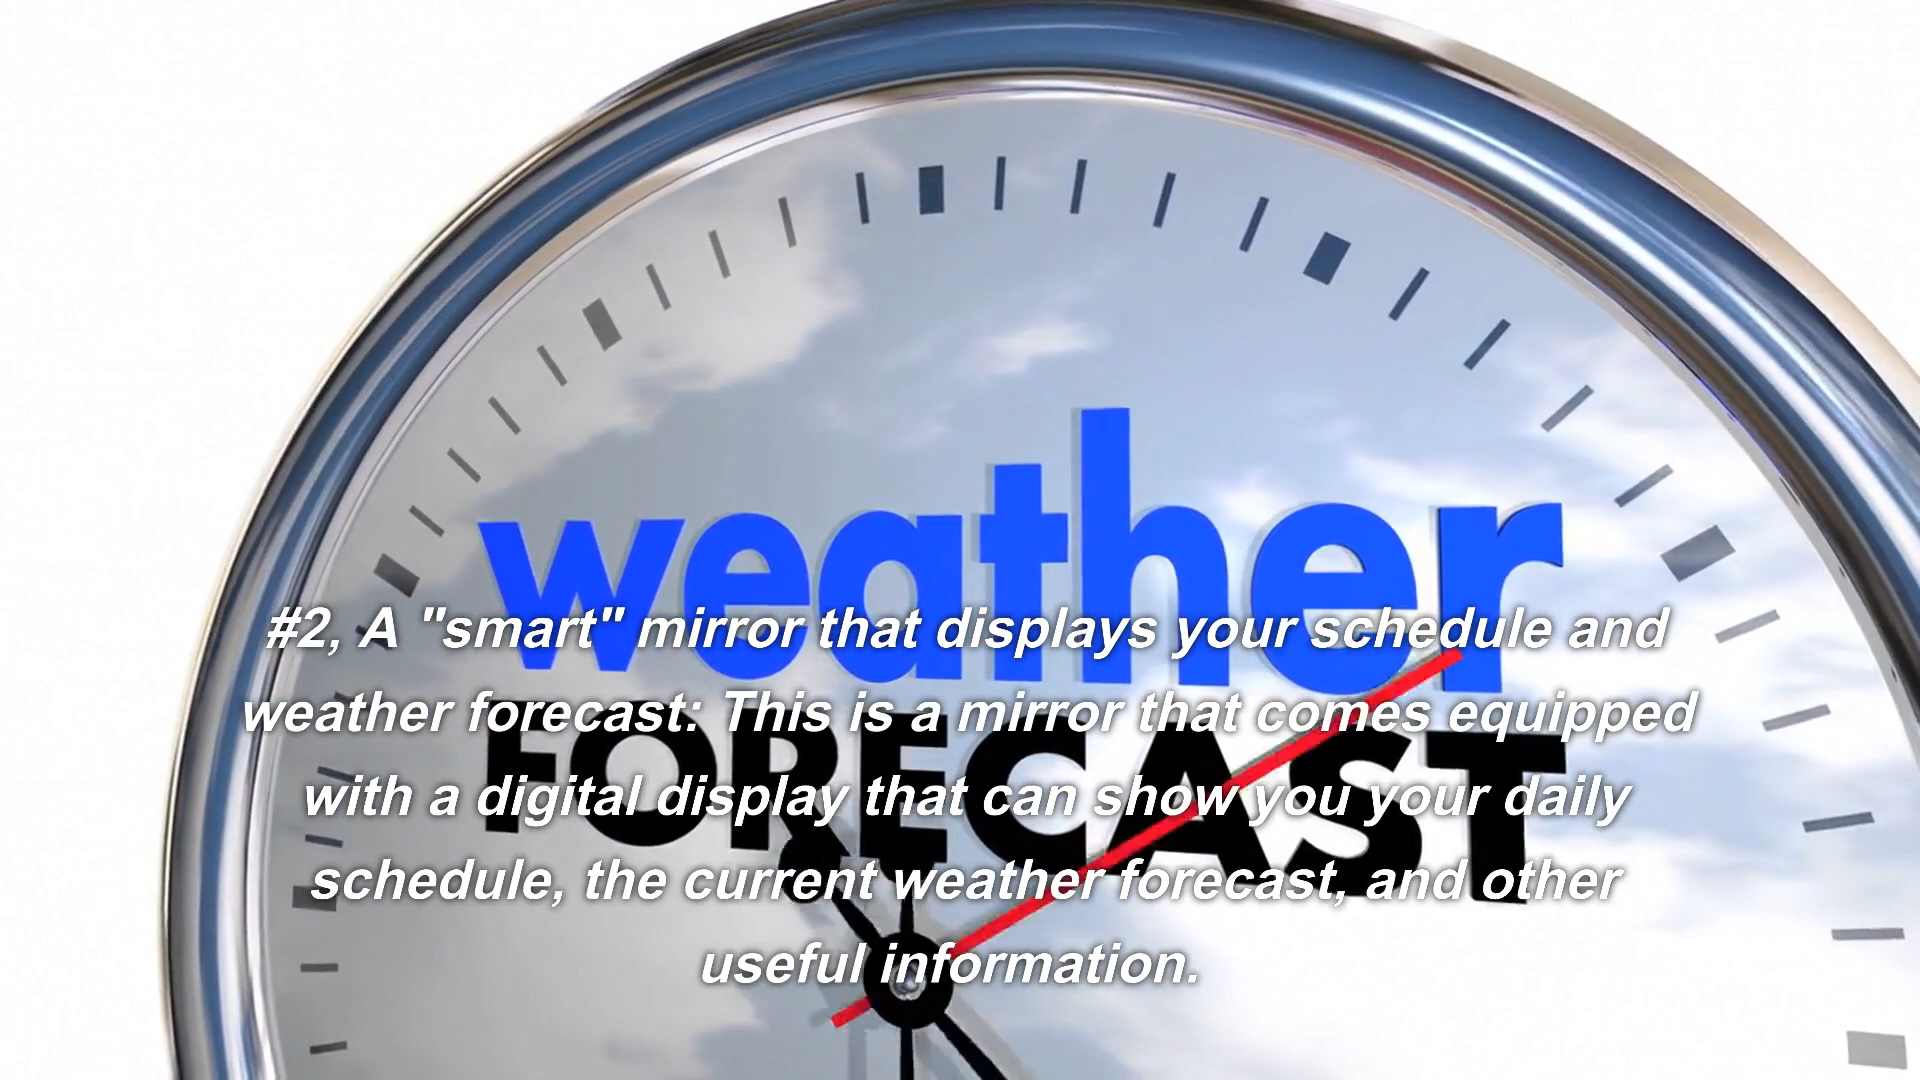 weather
FORECAST
#2, A "smart" mirror that displays your schedule and
weather forecast: This is a mirror that comes equipped
with a digital display that can show you your daily
schedule, the current weather forecast, and other
useful information.